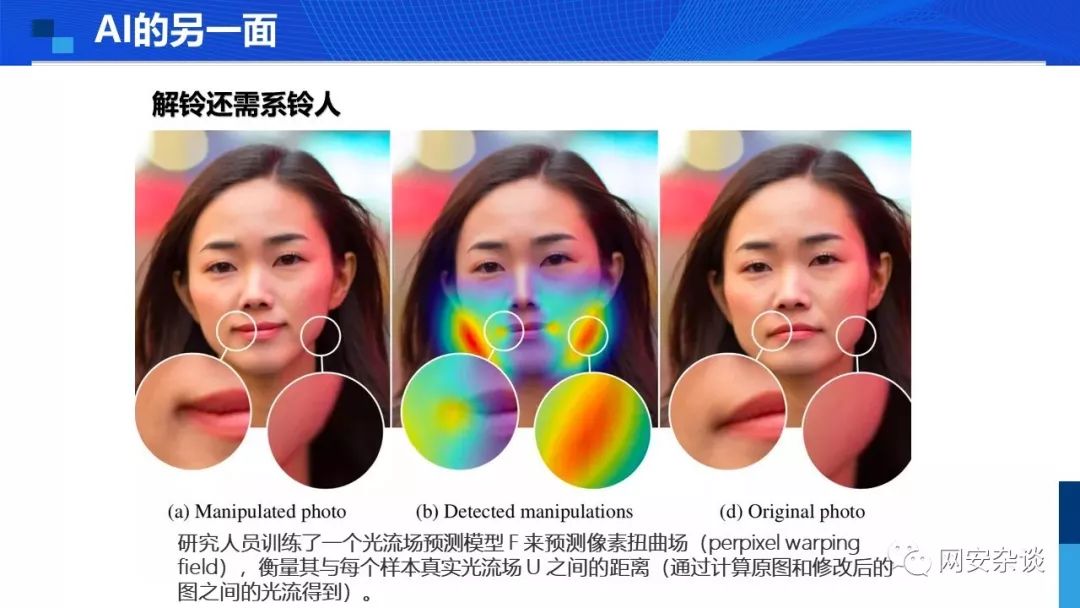 AI的另一面
解铃还需系铃人
(a) Manipulated photo
(b) Detected manipulations
(d) Original photo
研究人员训练了一个光流场预测模型 F 来预测像素扭曲场（perpixel warping
field），衡量其与每个样本真实光流场 U 之间的距离（通过计算原图和修改后的
图之间的光流得到）。
网安杂谈